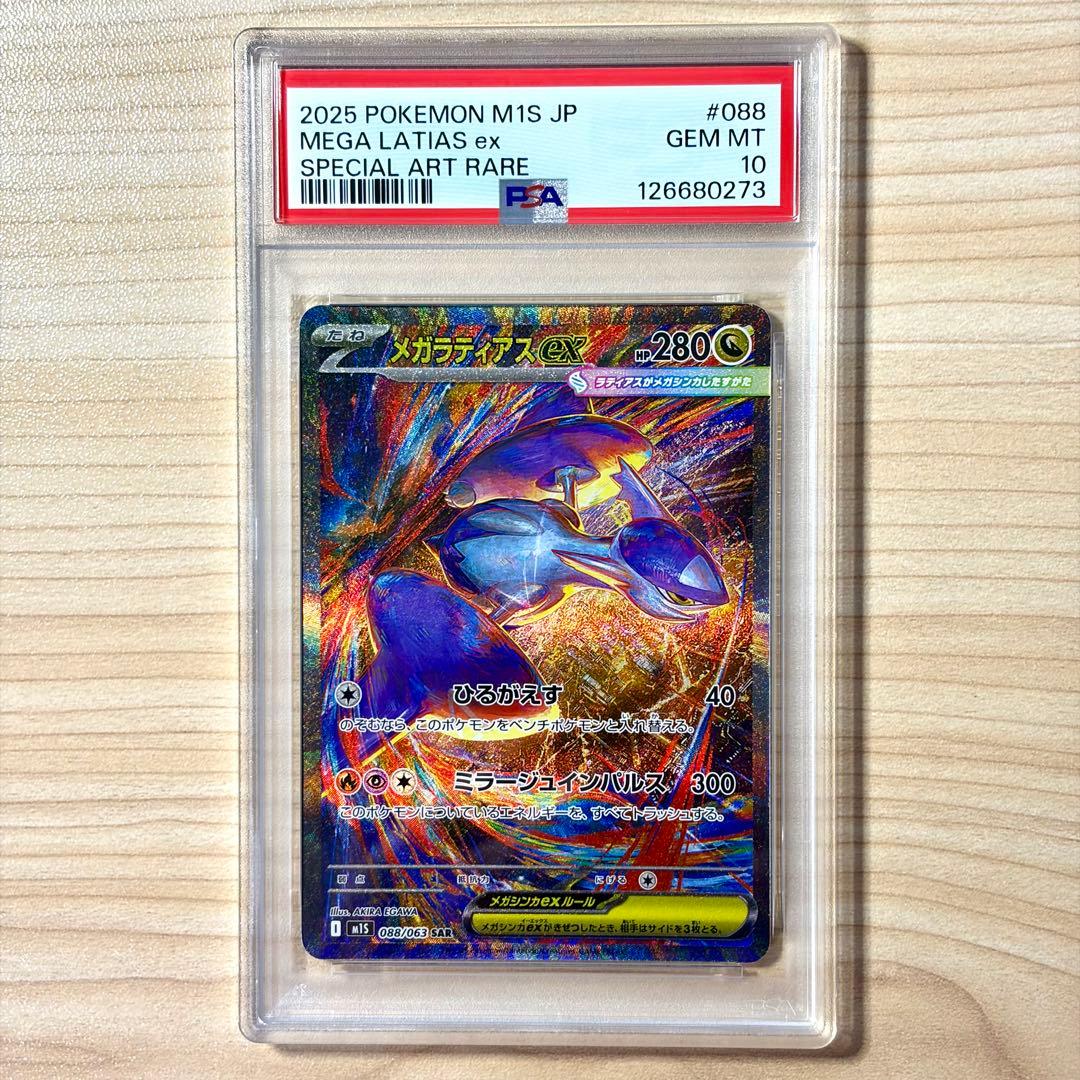 2025 POKEMON M1S JP #088
MEGA LATIAS ex GEM MT
SPECIAL ART RARE 10
126680273
PSA
たね メガラティアスex HP280
ラティアスがメガシンカしたすがた
ひるがえす 40
のぞむなら、このポケモンをベンチポケモンと入れ替える。
ミラージュインパルス 300
このポケモンについているエネルギーを、すべてトラッシュする。
弱点 抵抗力 にげる
メガシンカexルール
Illus. AKIRA EGAWA
メガシンカexがきぜつしたとき、相手はサイドを3枚とる。
I M1S 088/063 SAR